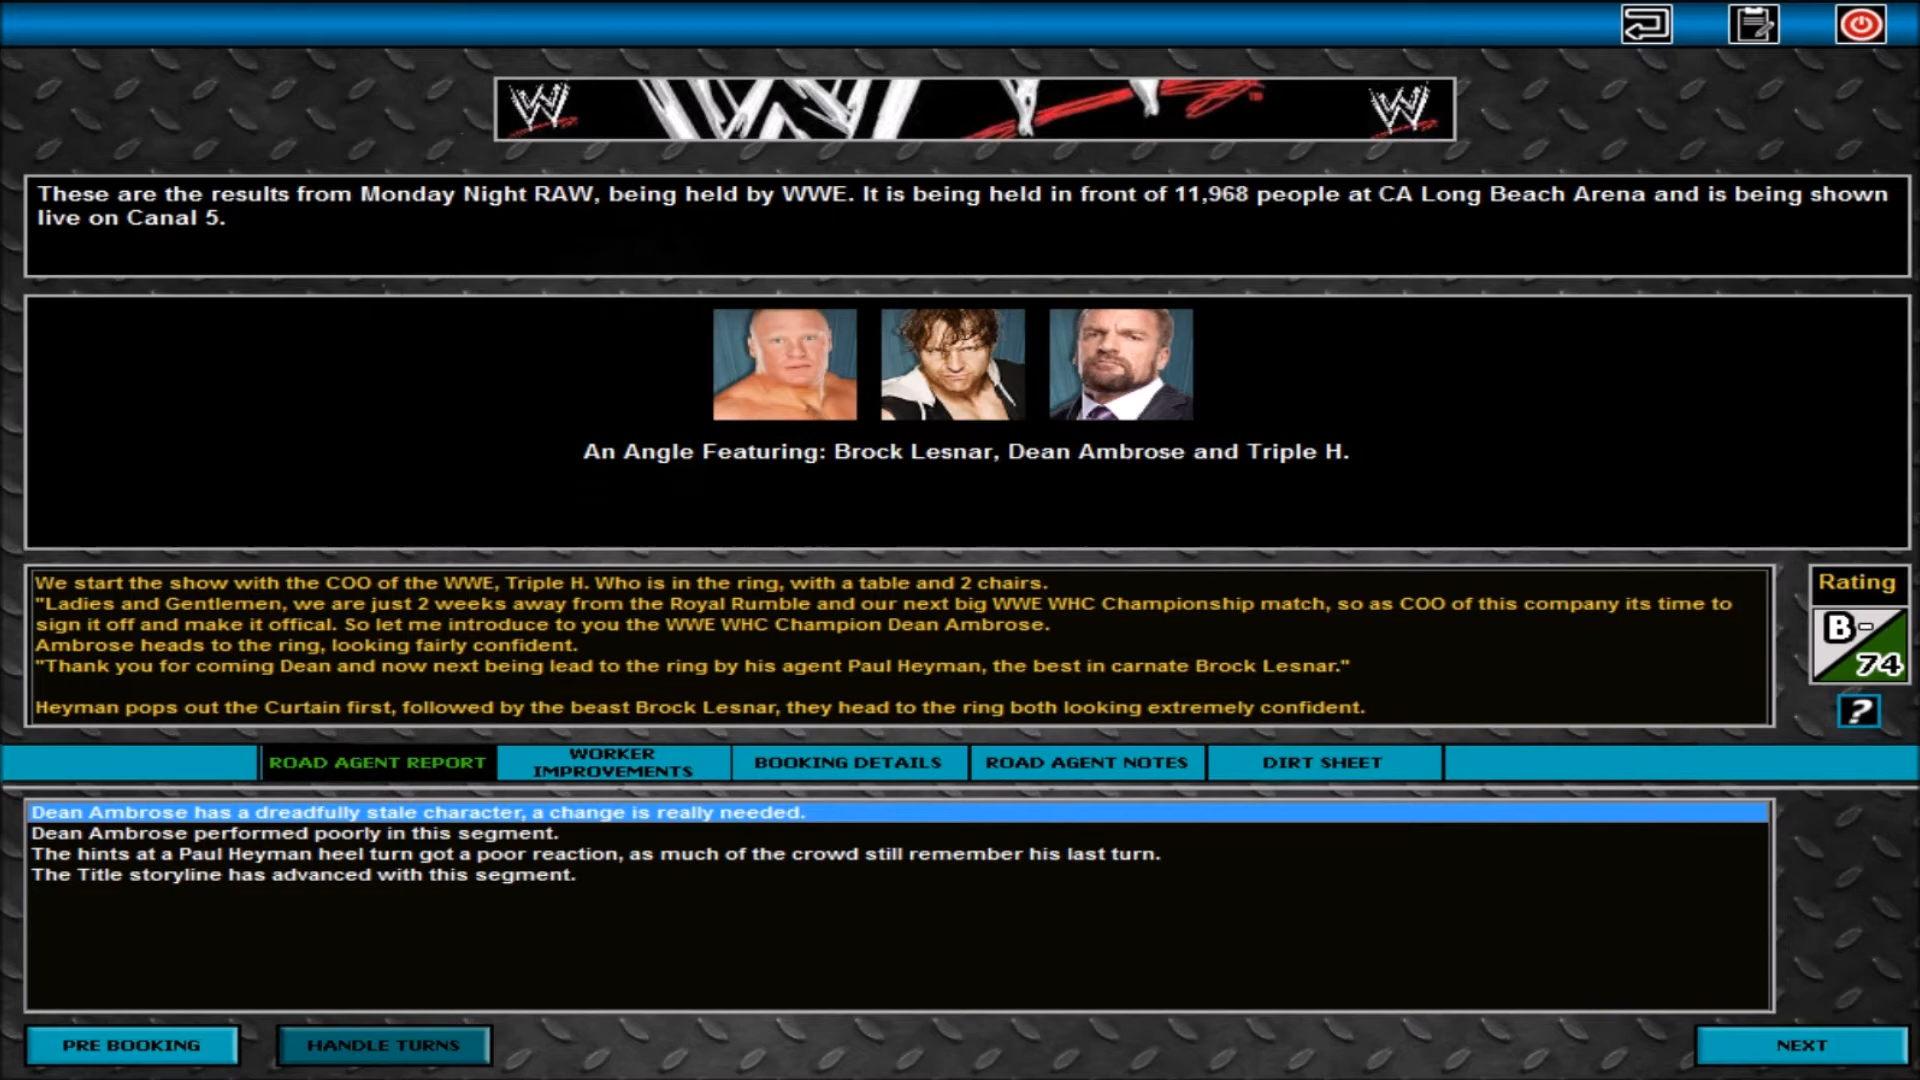 These are the results from Monday Night RAW, being held by WWE. It is being held in front of 11,968 people at CA Long Beach Arena and is being shown
live on Canal 5.
An Angle Featuring: Brock Lesnar, Dean Ambrose and Triple H.
We start the show with the COO of the WWE, Triple H. Who is in the ring, with a table and 2 chairs.
"Ladies and Gentlemen, we are just 2 weeks away from the Royal Rumble and our next big WWE WHC Championship match, so as COO of this company its time to
sign it off and make it offical. So let me introduce to you the WWE WHC Champion Dean Ambrose.
Ambrose heads to the ring, looking fairly confident.
"Thank you for coming Dean and now next being lead to the ring by his agent Paul Heyman, the best in carnate Brock Lesnar."
Heyman pops out the Curtain first, followed by the beast Brock Lesnar, they head to the ring both looking extremely confident.
Rating
B-
74
?
ROAD AGENT REPORT
WORKER
IMPROVEMENTS
BOOKING DETAILS
ROAD AGENT NOTES
DIRT SHEET
Dean Ambrose has a dreadfully stale character, a change is really needed.
Dean Ambrose performed poorly in this segment.
The hints at a Paul Heyman heel turn got a poor reaction, as much of the crowd still remember his last turn.
The Title storyline has advanced with this segment.
PRE BOOKING
HANDLE TURNS
NEXT